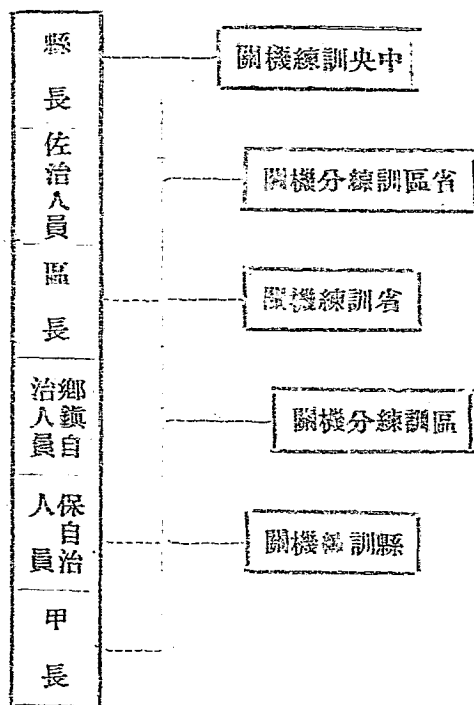 縣長
佐治人員
區長
鄉鎮自
治人員
保自治
人員
甲長
中央訓練機關
省區訓練分機關
省訓練機關
區訓練分機關
縣訓練機關